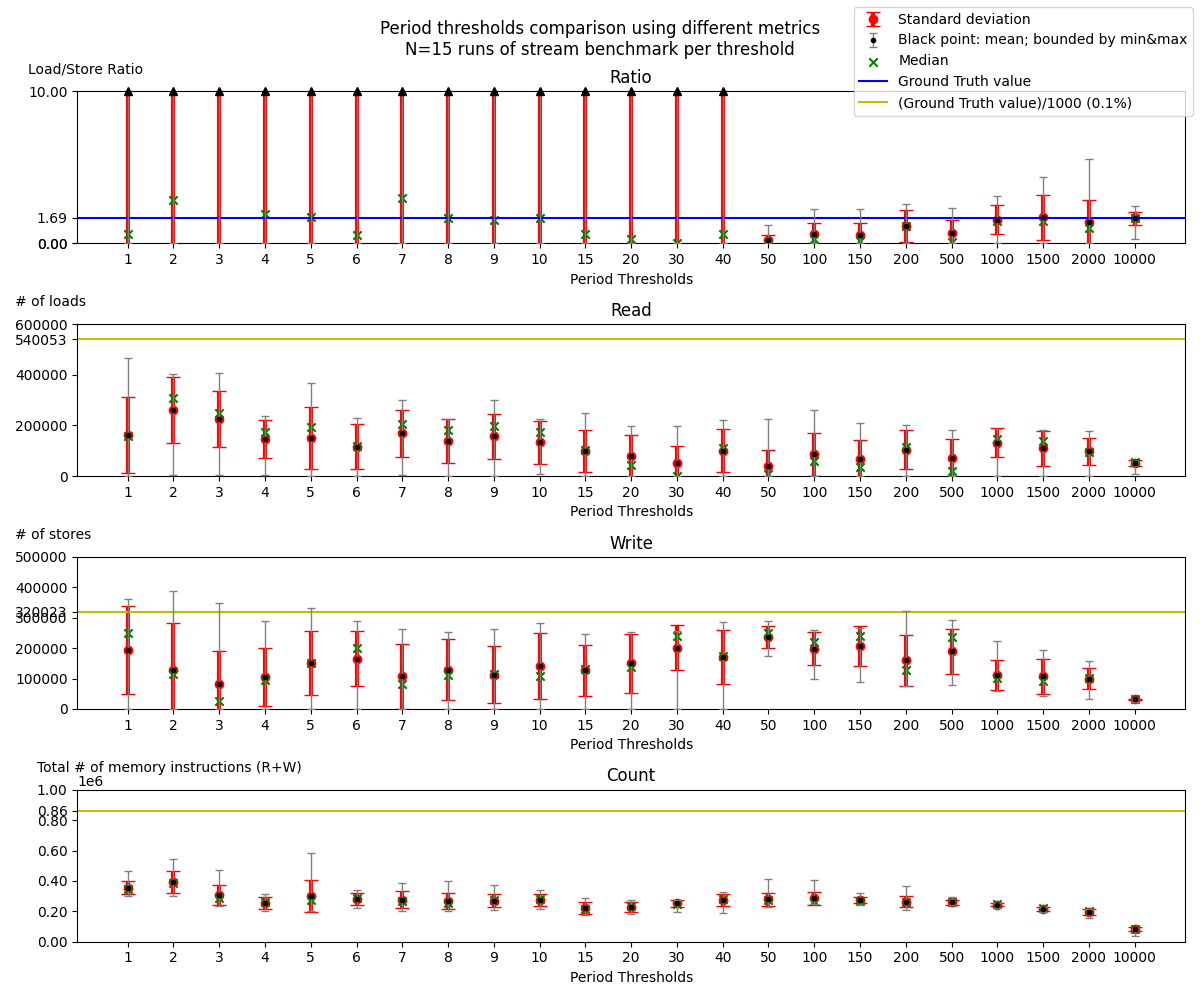 Period thresholds comparison using different metrics
N=15 runs of stream benchmark per threshold
Standard deviation
Black point: mean; bounded by min&max
Median
Ground Truth value
(Ground Truth value)/1000 (0.1%)
Load/Store Ratio
Ratio
10.00
1.69
0.00
1 2 3 4 5 6 7 8 9 10 15 20 30 40 50 100 150 200 500 1000 1500 2000 10000
Period Thresholds
# of loads
Read
600000
540053
400000
200000
0
1 2 3 4 5 6 7 8 9 10 15 20 30 40 50 100 150 200 500 1000 1500 2000 10000
Period Thresholds
# of stores
Write
500000
400000
320023
300000
200000
100000
0
1 2 3 4 5 6 7 8 9 10 15 20 30 40 50 100 150 200 500 1000 1500 2000 10000
Period Thresholds
Total # of memory instructions (R+W)
Count
1e6
1.00
0.86
0.80
0.60
0.40
0.20
0.00
1 2 3 4 5 6 7 8 9 10 15 20 30 40 50 100 150 200 500 1000 1500 2000 10000
Period Thresholds